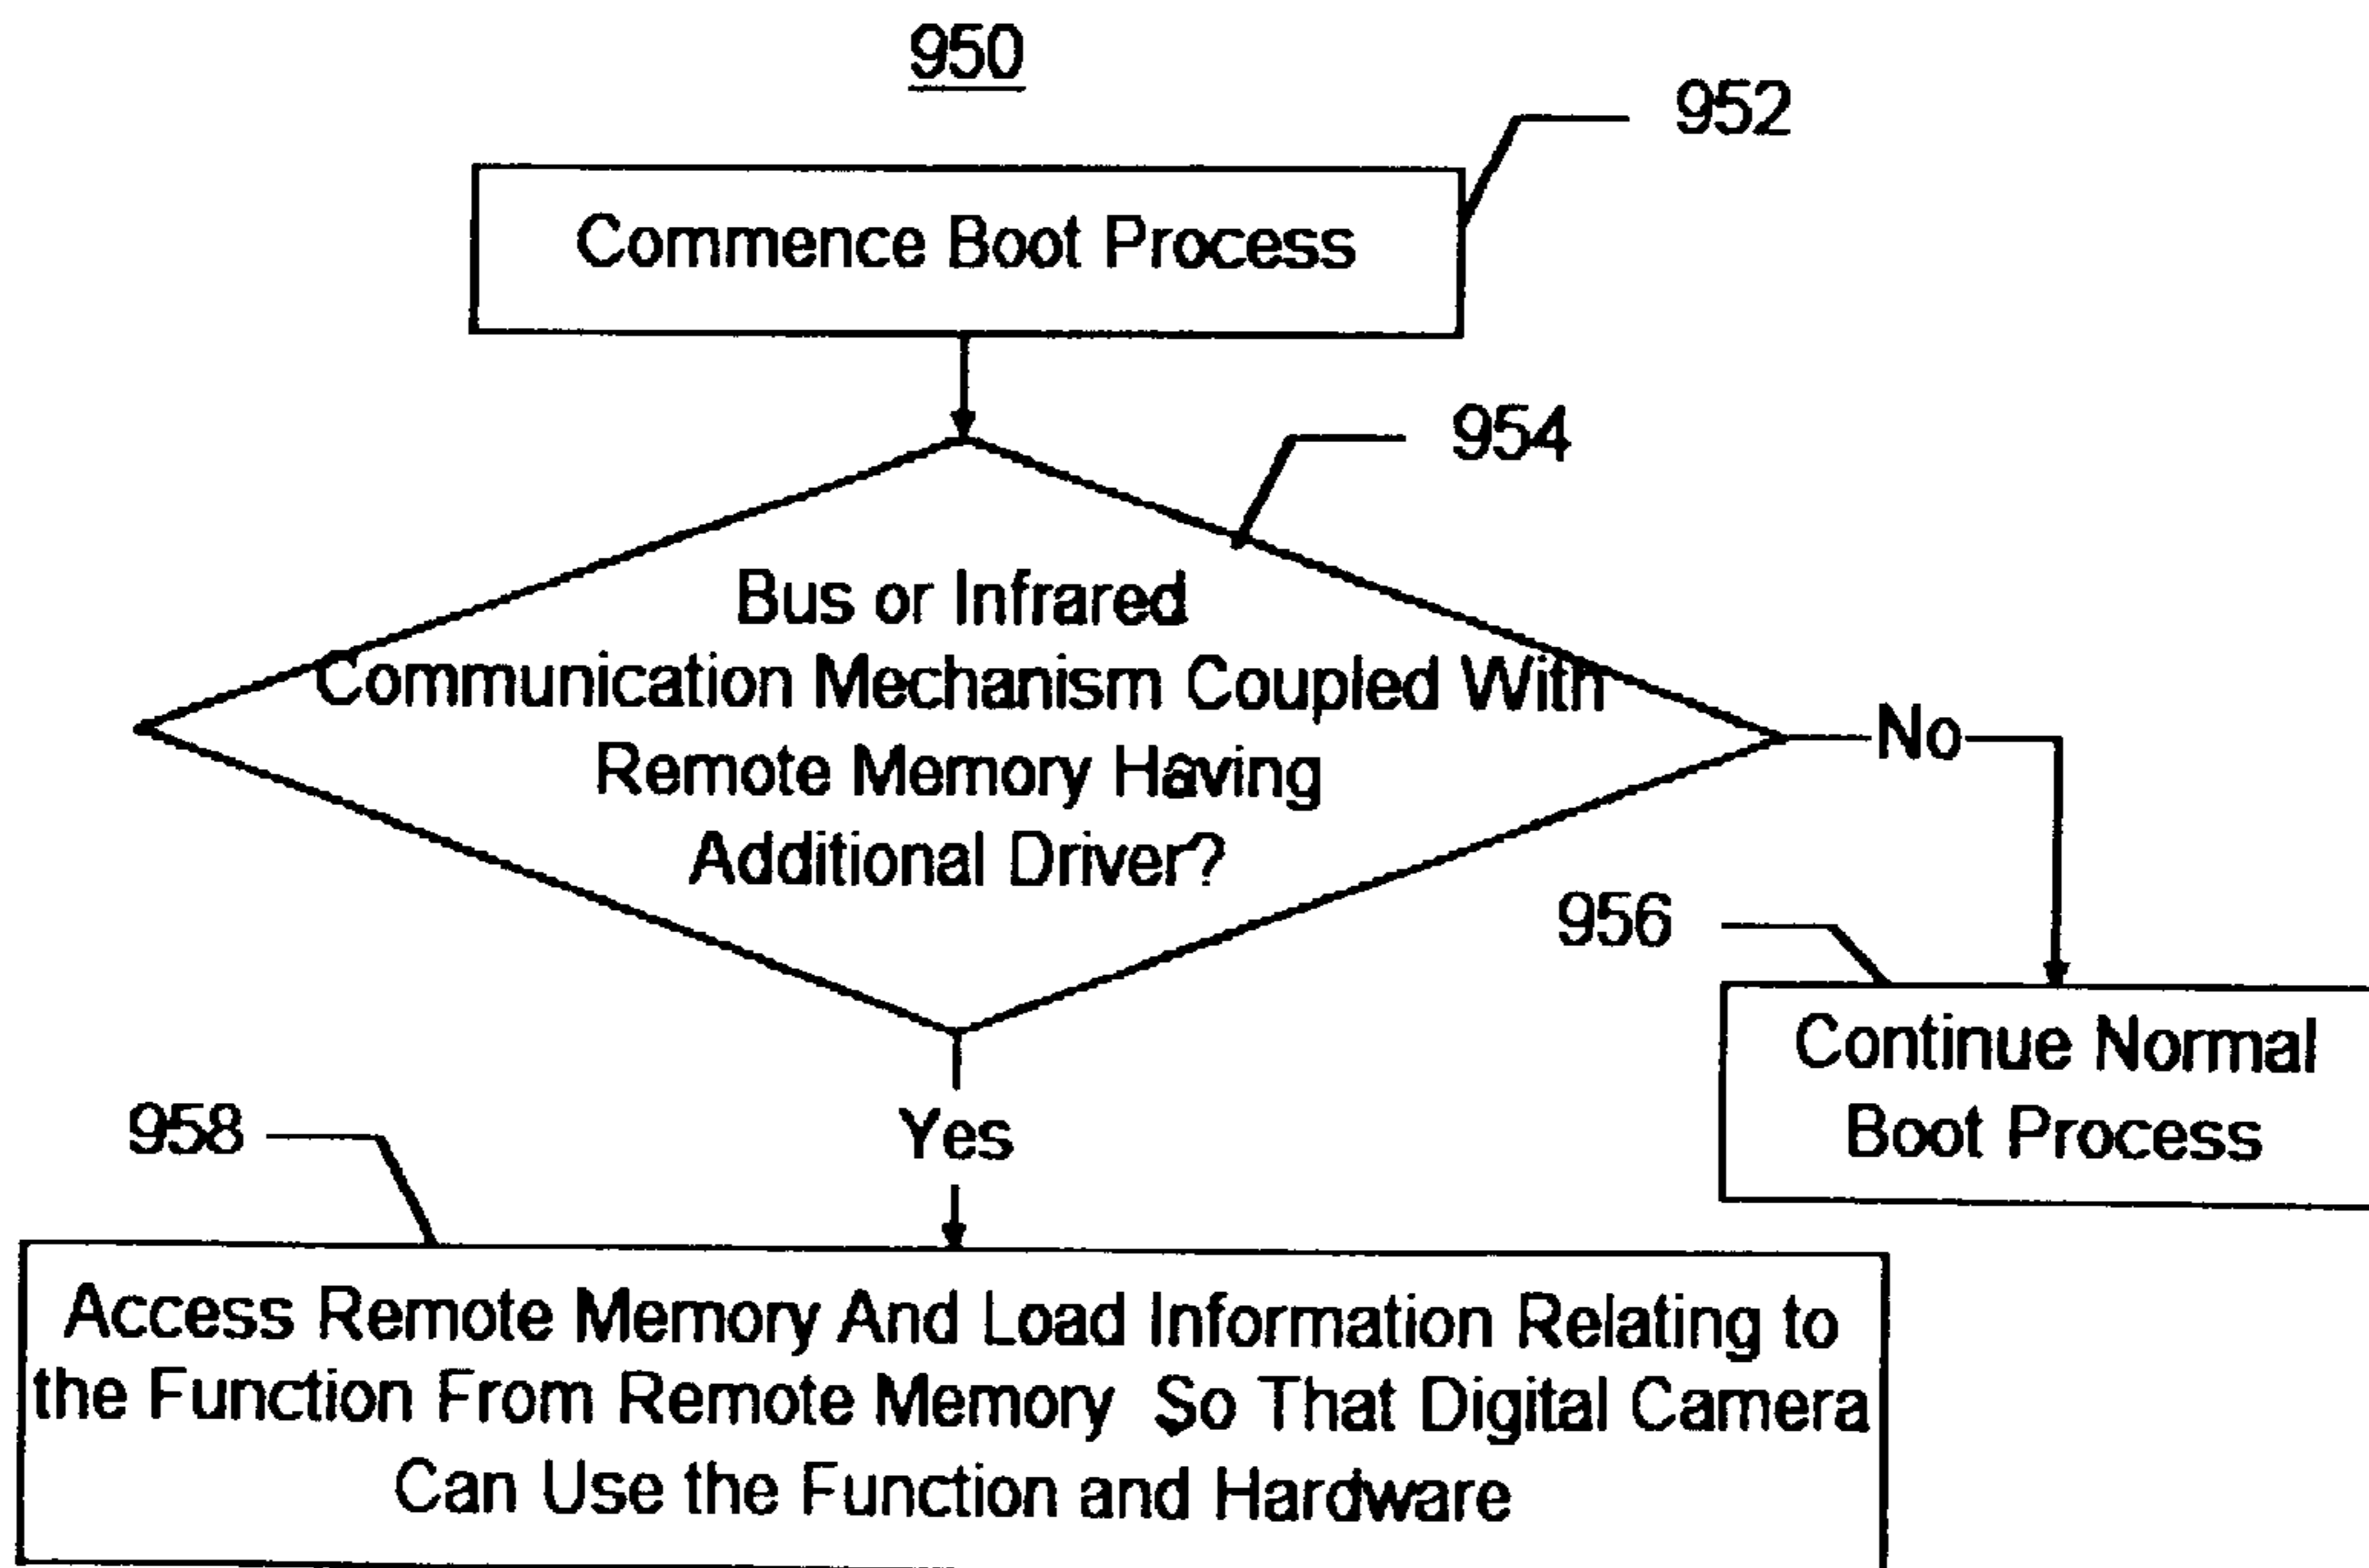 950
952
Commence Boot Process
954
Bus or Infrared
Communication Mechanism Coupled With
Remote Memory Having
Additional Driver?
No
956
Continue Normal
Boot Process
Yes
958
Access Remote Memory And Load Information Relating to
the Function From Remote Memory So That Digital Camera
Can Use the Function and Hardware